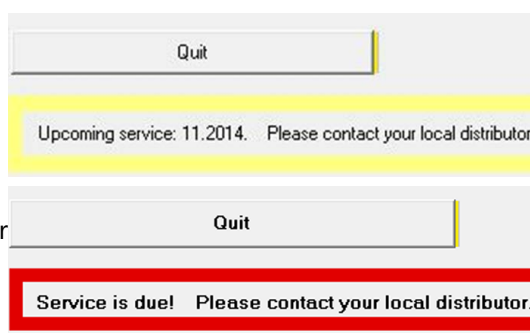 Quit
Upcoming service: 11.2014. Please contact your local distributor
r
Quit
Service is due! Please contact your local distributor.